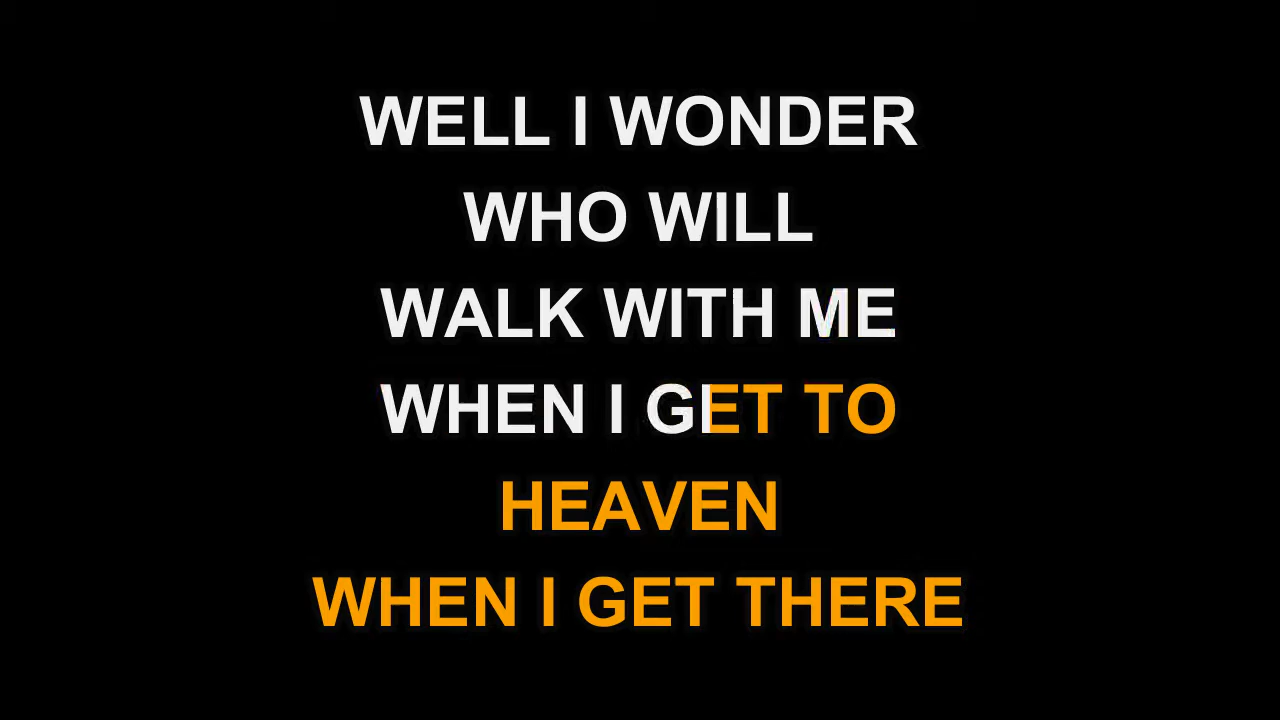 WELL I WONDER
WHO WILL
WALK WITH ME
WHEN I GET TO
HEAVEN
WHEN I GET THERE